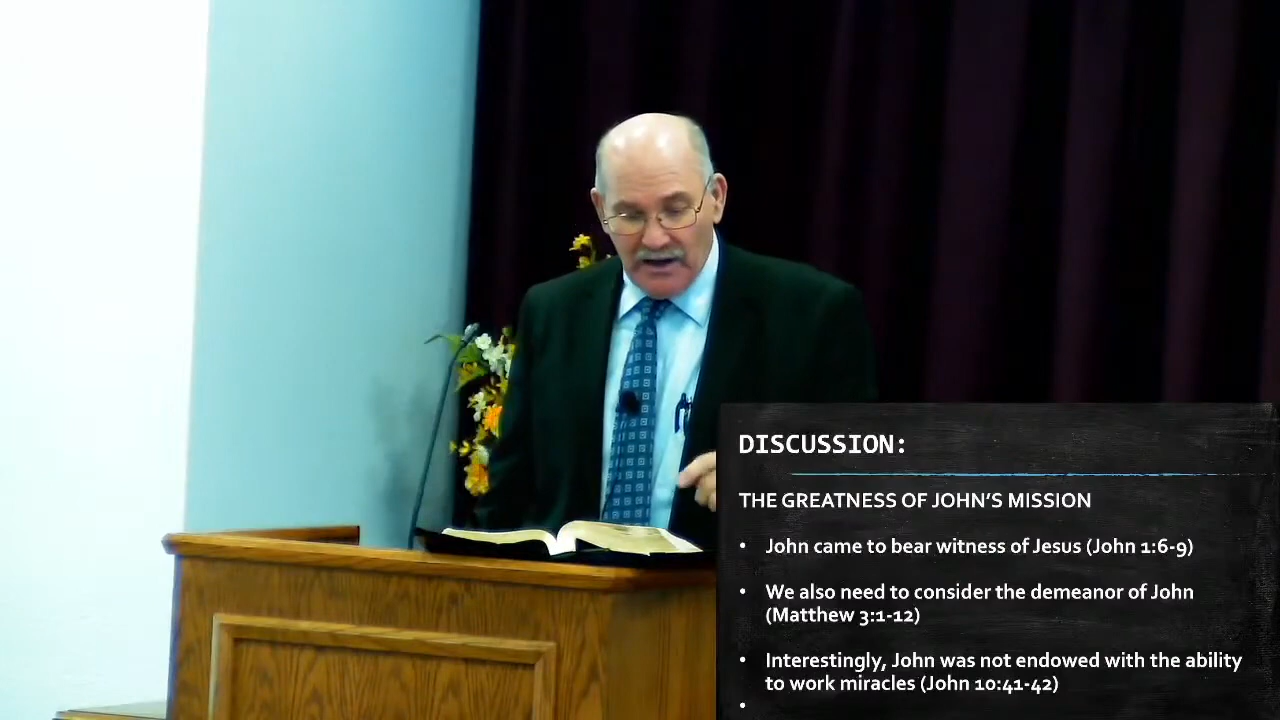 DISCUSSION:
THE GREATNESS OF JOHN'S MISSION
• John came to bear witness of Jesus (John 1:6-9)
• We also need to consider the demeanor of John
(Matthew 3:1-12)
• Interestingly, John was not endowed with the ability
to work miracles (John 10:41-42)
•